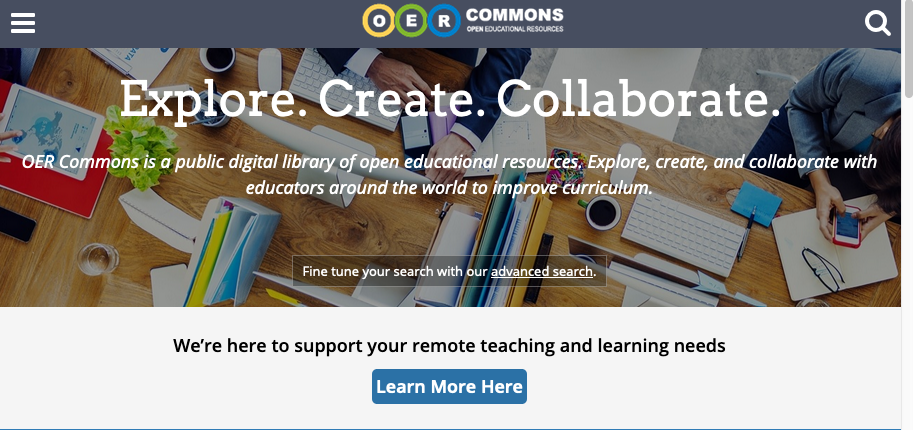 OER COMMONS
OPEN EDUCATIONAL RESOURCES
Explore. Create. Collaborate.
OER Commons is a public digital library of open educational resources. Explore, create, and collaborate with
educators around the world to improve curriculum.
Fine tune your search with our advanced search.
We’re here to support your remote teaching and learning needs
Learn More Here